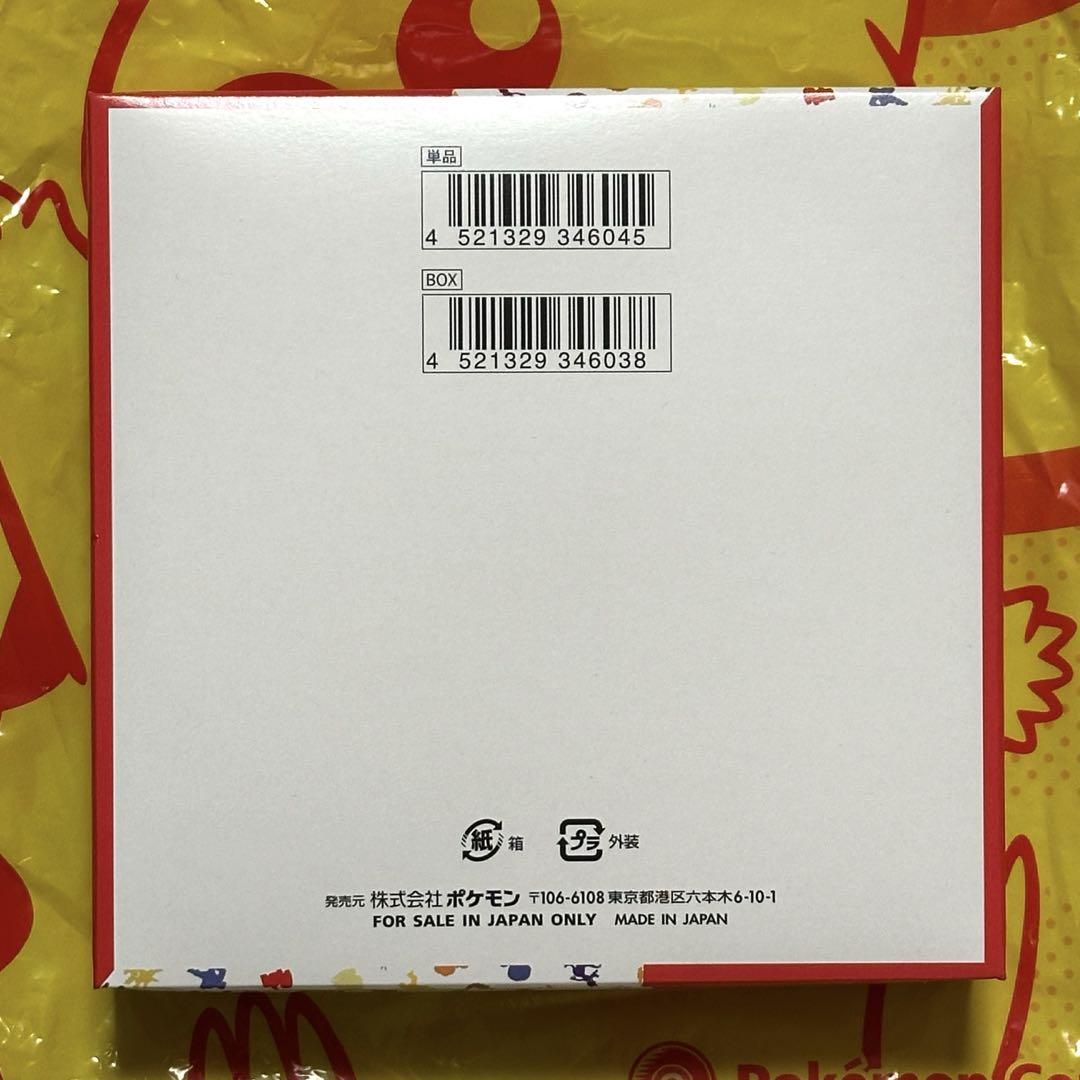 単品
4 521329 346045
BOX
4 521329 346038
紙 箱 プラ 外装
発売元 株式会社 ポケモン 〒106-6108 東京都港区六本木6-10-1
FOR SALE IN JAPAN ONLY MADE IN JAPAN
Pokémon